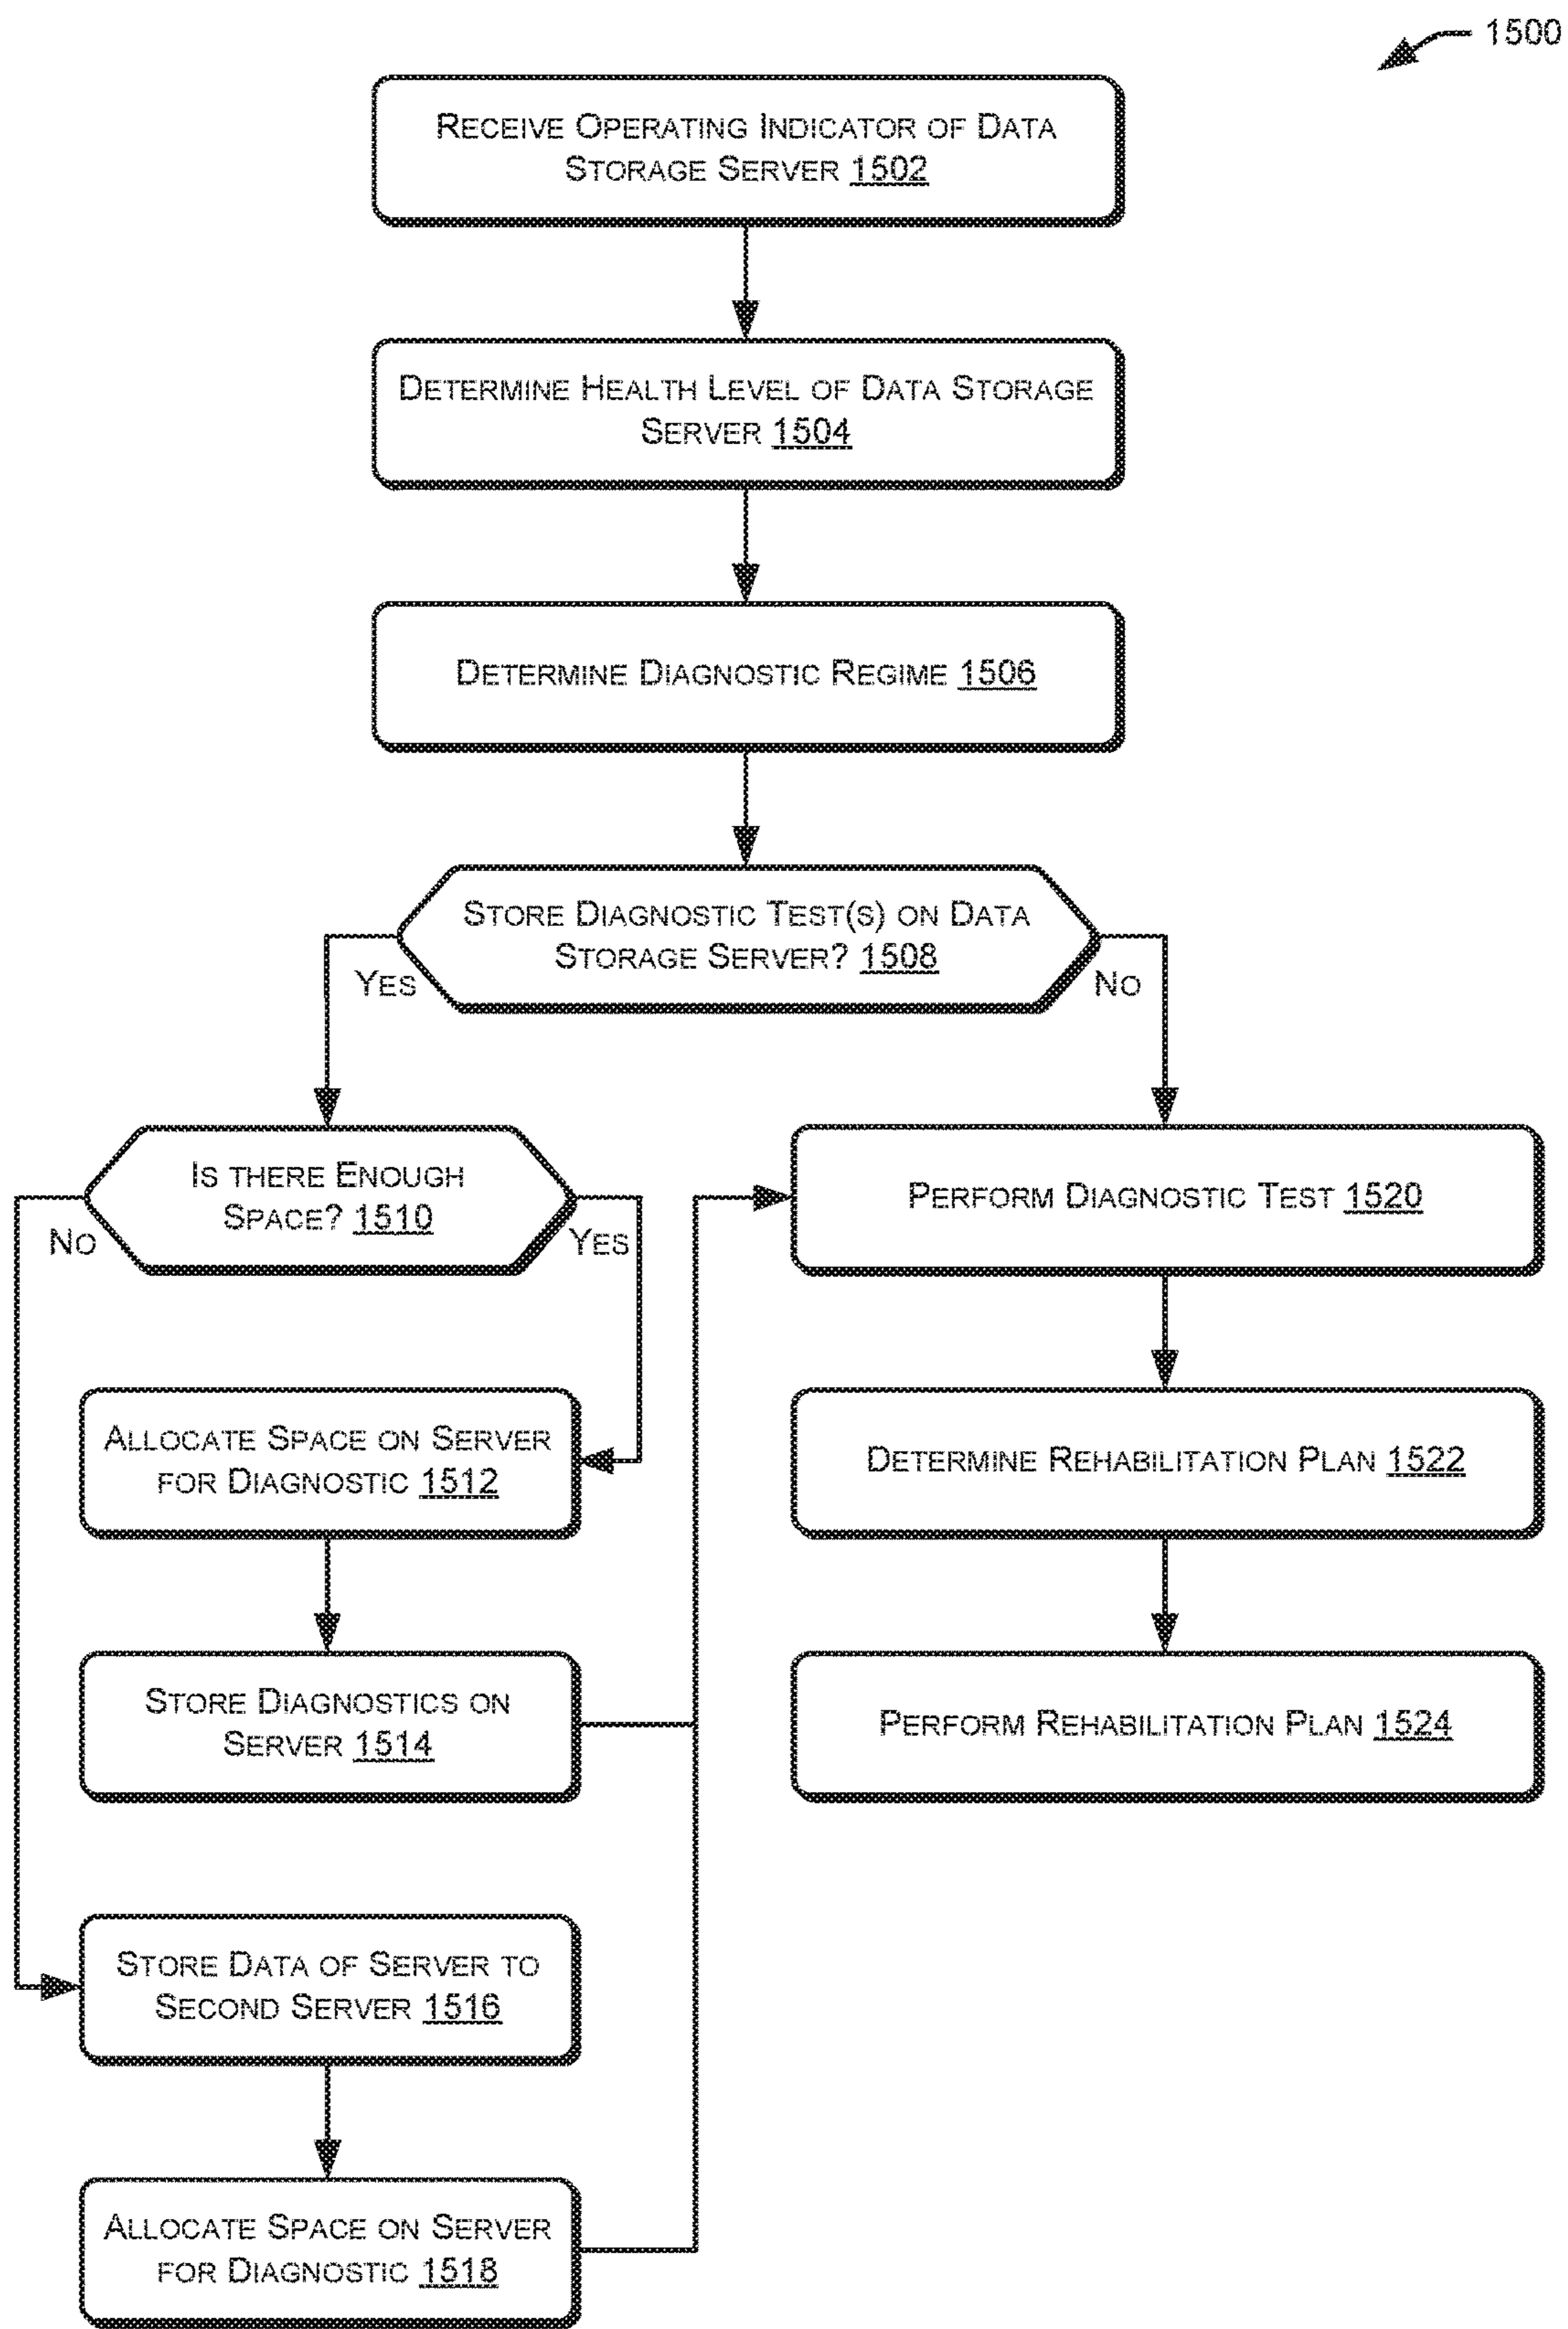 1500
Receive Operating Indicator of Data
Storage Server 1502
Determine Health Level of Data Storage
Server 1504
Determine Diagnostic Regime 1506
Store Diagnostic Test(s) on Data
Storage Server? 1508
Yes
No
Is there Enough
Space? 1510
No
Yes
Perform Diagnostic Test 1520
Allocate Space on Server
for Diagnostic 1512
Determine Rehabilitation Plan 1522
Store Diagnostics on
Server 1514
Perform Rehabilitation Plan 1524
Store Data of Server to
Second Server 1516
Allocate Space on Server
for Diagnostic 1518